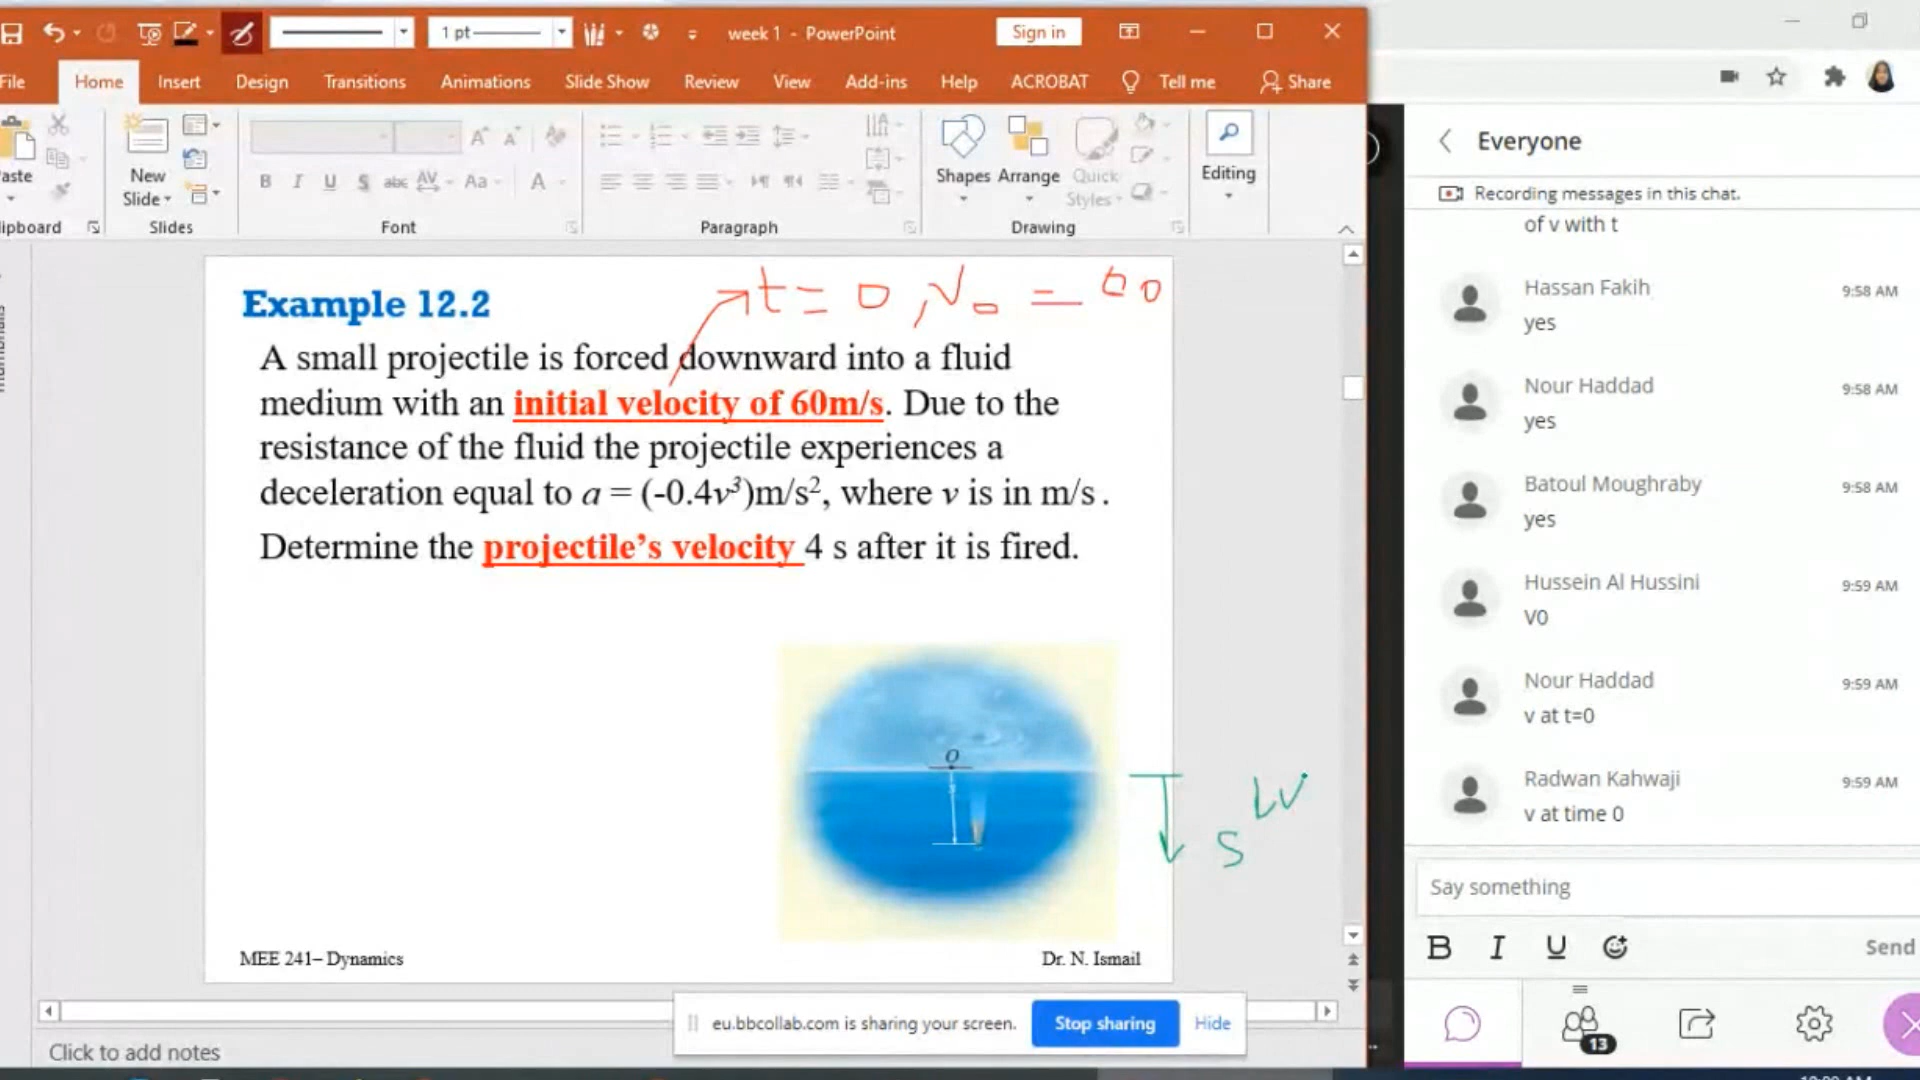 1 pt
week 1 - PowerPoint
Sign in
File
Home
Insert
Design
Transitions
Animations
Slide Show
Review
View
Add-ins
Help
ACROBAT
Tell me
Share
aste
New
Slide
B I U S abc AV Aa A
Shapes
Arrange
Quick
Styles
Editing
lipboard
Slides
Font
Paragraph
Drawing
t = 0 , V0 = 60
Example 12.2
A small projectile is forced downward into a fluid
medium with an initial velocity of 60m/s. Due to the
resistance of the fluid the projectile experiences a
deceleration equal to a = (-0.4v³)m/s², where v is in m/s.
Determine the projectile's velocity 4 s after it is fired.
O
s
MEE 241– Dynamics
Dr. N. Ismail
eu.bbcollab.com is sharing your screen.
Stop sharing
Hide
Click to add notes
Everyone
Recording messages in this chat.
of v with t
Hassan Fakih
9:58 AM
yes
Nour Haddad
9:58 AM
yes
Batoul Moughraby
9:58 AM
yes
Hussein Al Hussini
9:59 AM
V0
Nour Haddad
9:59 AM
v at t=0
Radwan Kahwaji
9:59 AM
v at time 0
Say something
B I U
Send
13